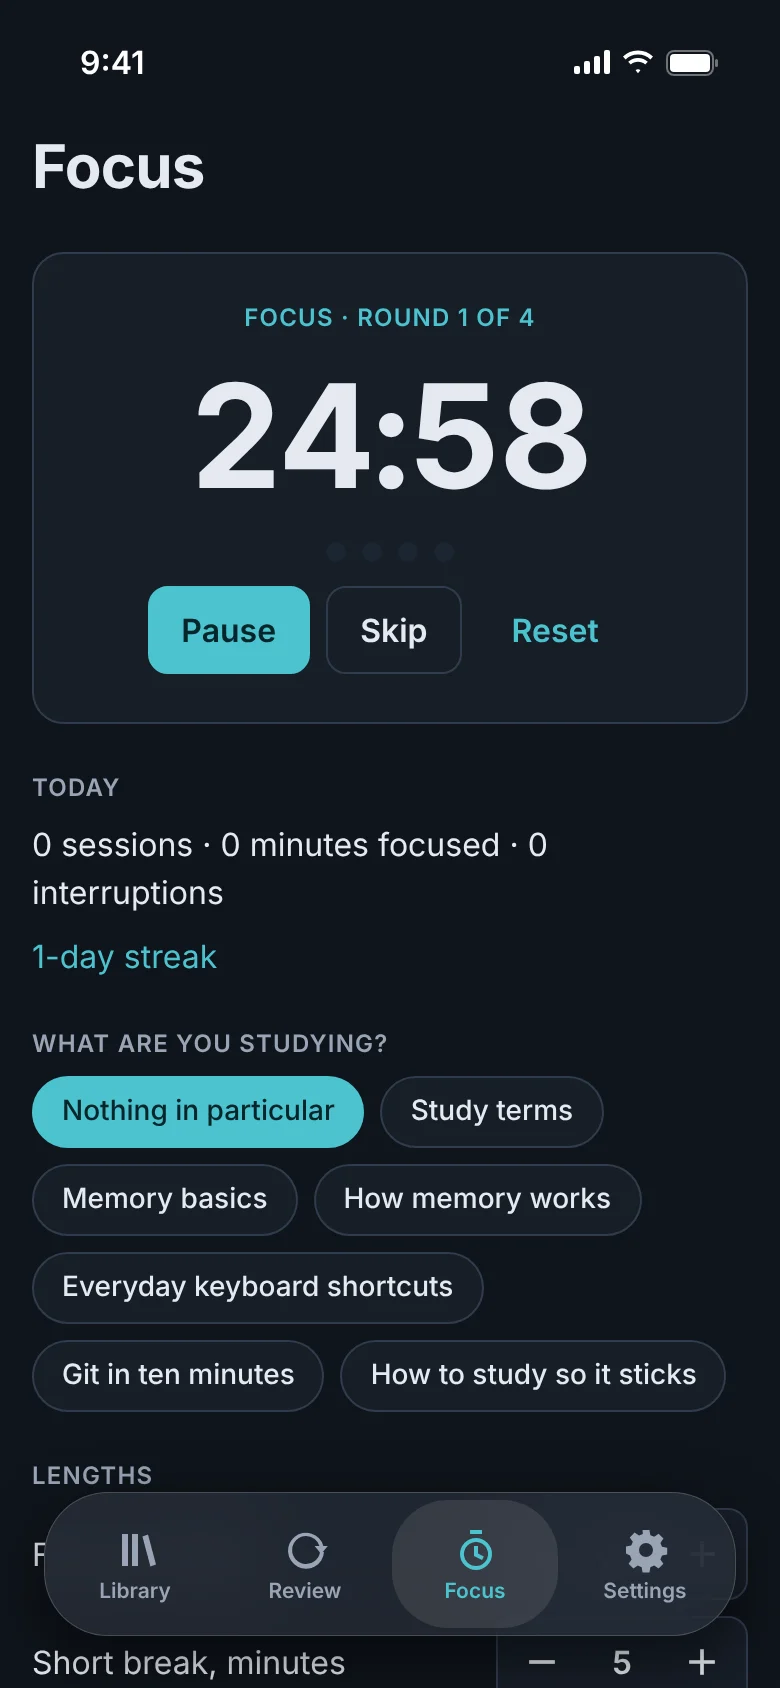 9:41
Focus
FOCUS · ROUND 1 OF 4
24:58
Pause Skip Reset
TODAY
0 sessions · 0 minutes focused · 0
interruptions
1-day streak
WHAT ARE YOU STUDYING?
Nothing in particular Study terms
Memory basics How memory works
Everyday keyboard shortcuts
Git in ten minutes How to study so it sticks
LENGTHS
Library Review Focus Settings
Short break, minutes − 5 +